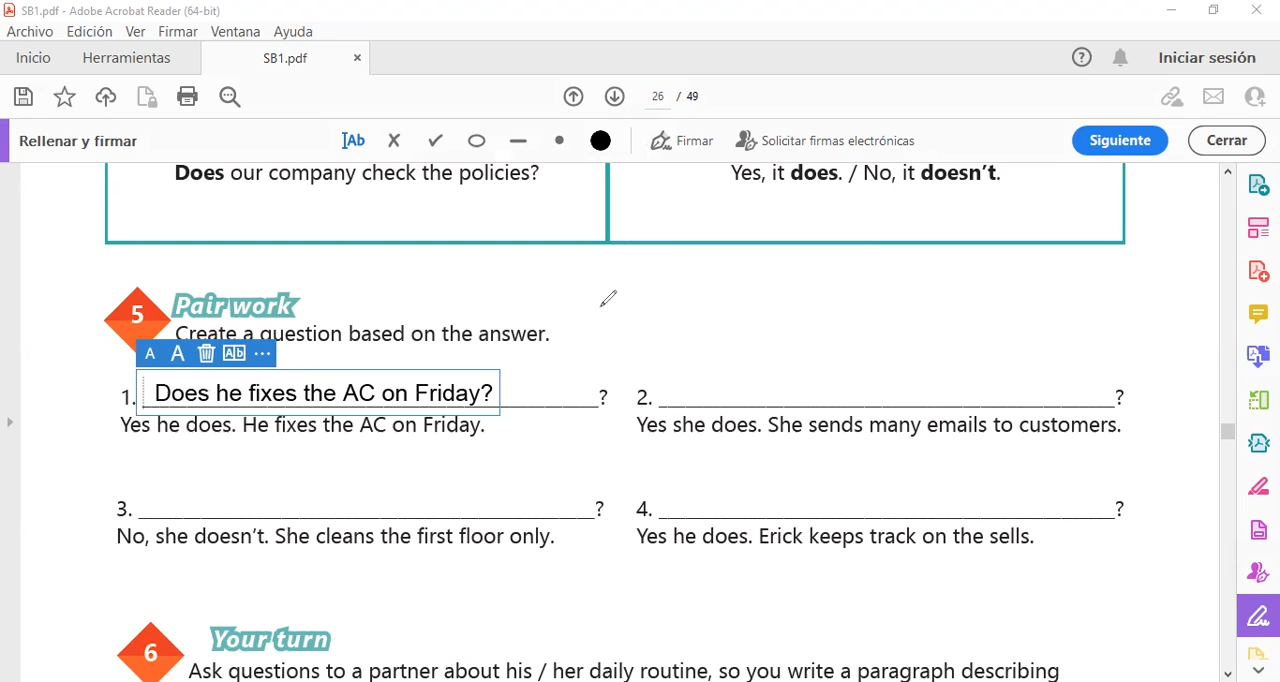 SB1.pdf - Adobe Acrobat Reader (64-bit)
Archivo Edición Ver Firmar Ventana Ayuda
Inicio Herramientas SB1.pdf × ? Iniciar sesión
26 / 49
Rellenar y firmar Ab Firmar Solicitar firmas electrónicas Siguiente Cerrar
Does our company check the policies? Yes, it does. / No, it doesn't.
5 Pair work
Create a question based on the answer.
A A Ab ...
1. Does he fixes the AC on Friday? ____? 2. ____?
Yes he does. He fixes the AC on Friday. Yes she does. She sends many emails to customers.
3. ____? 4. ____?
No, she doesn't. She cleans the first floor only. Yes he does. Erick keeps track on the sells.
6 Your turn
Ask questions to a partner about his / her daily routine, so you write a paragraph describing